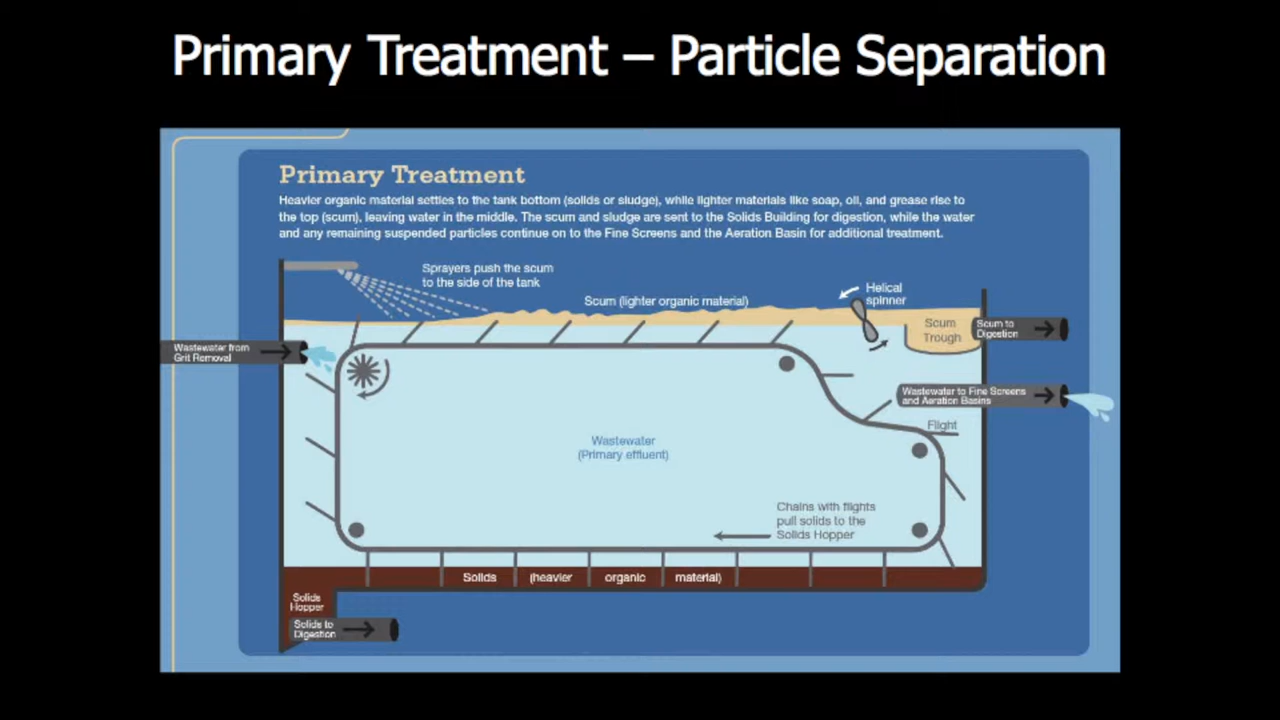 Primary Treatment – Particle Separation
Primary Treatment
Heavier organic material settles to the tank bottom (solids or sludge), while lighter materials like soap, oil, and grease rise to
the top (scum), leaving water in the middle. The scum and sludge are sent to the Solids Building for digestion, while the water
and any remaining suspended particles continue on to the Fine Screens and the Aeration Basin for additional treatment.
Sprayers push the scum
to the side of the tank
Scum (lighter organic material)
Helical
spinner
Scum
Trough
Scum to
Digestion
Wastewater from
Grit Removal
Wastewater to Fine Screens
and Aeration Basins
Flight
Wastewater
(Primary effluent)
Chains with flights
pull solids to the
Solids Hopper
Solids (heavier organic material)
Solids
Hopper
Solids to
Digestion